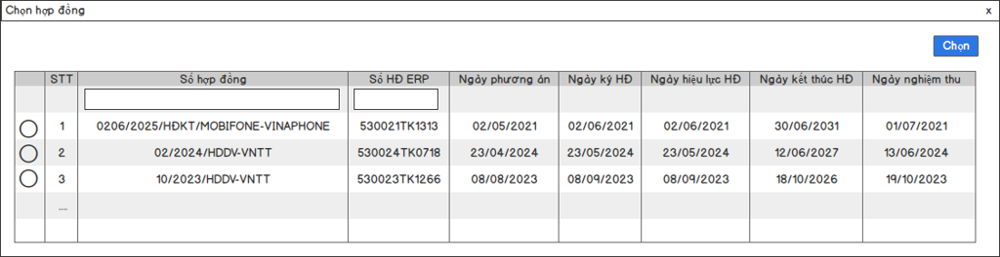 Chọn hợp đồng x
Chọn
STT Số hợp đồng Số HĐ ERP Ngày phương án Ngày ký HĐ Ngày hiệu lực HĐ Ngày kết thúc HĐ Ngày nghiệm thu
1 0206/2025/HĐKT/MOBIFONE-VINAPHONE 530021TK1313 02/05/2021 02/06/2021 02/06/2021 30/06/2031 01/07/2021
2 02/2024/HDDV-VNTT 530024TK0718 23/04/2024 23/05/2024 23/05/2024 12/06/2027 13/06/2024
3 10/2023/HDDV-VNTT 530023TK1266 08/08/2023 08/09/2023 08/09/2023 18/10/2026 19/10/2023
....